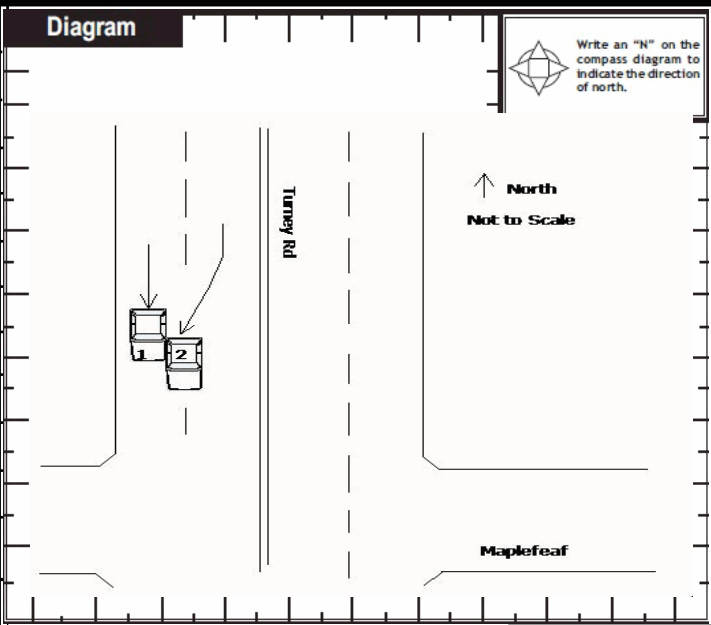 Diagram
Write an “N” on the
compass diagram to
indicate the direction
of north.
North
Not to Scale
Turney Rd
1
2
Maplefeaf